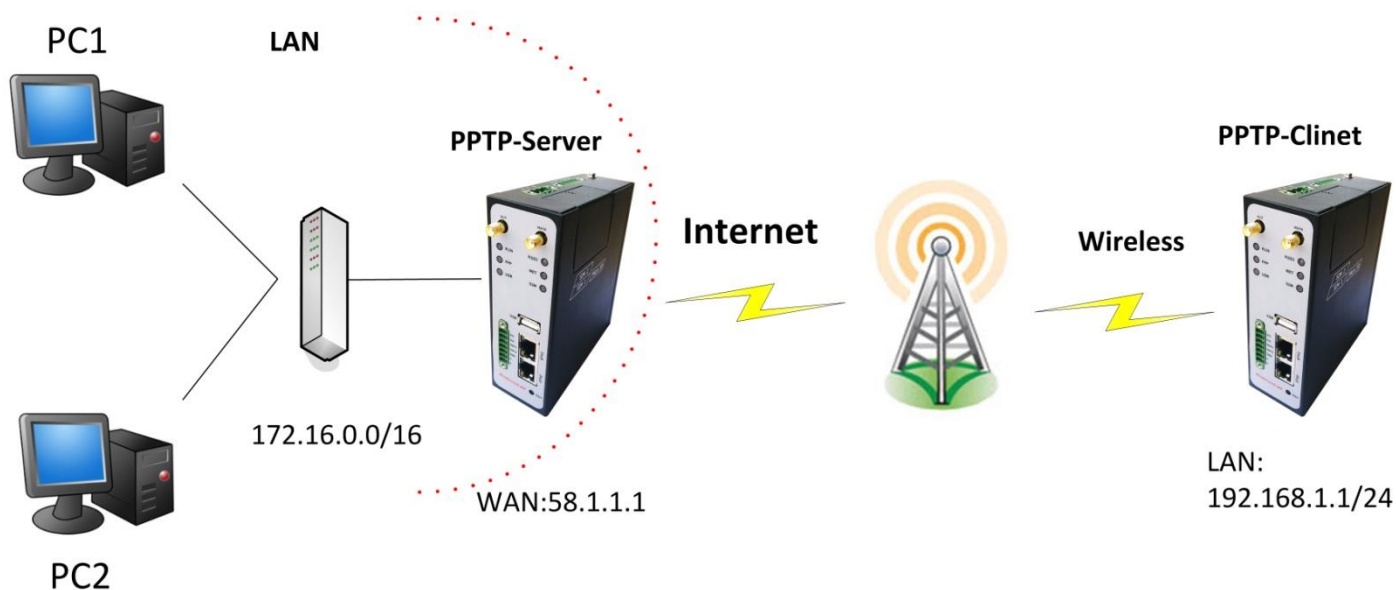 PC1
LAN
PPTP-Server
PPTP-Clinet
Internet
Wireless
172.16.0.0/16
WAN:58.1.1.1
LAN:
192.168.1.1/24
PC2